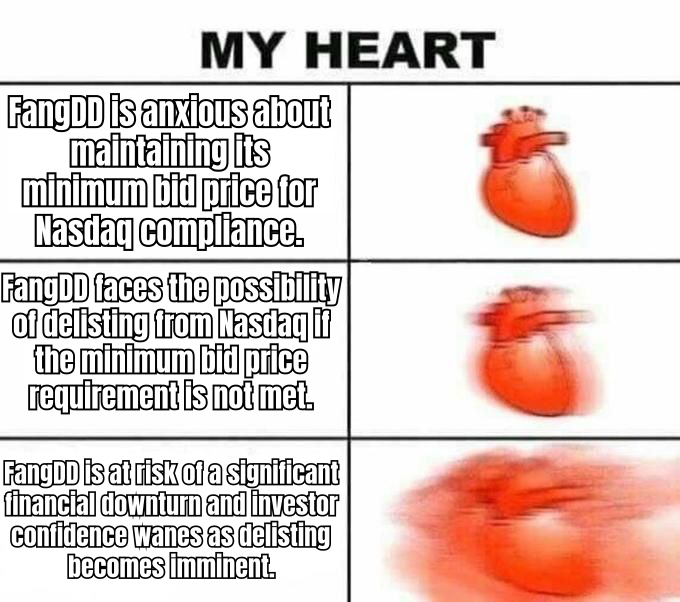 MY HEART
FangDD is anxious about
maintaining its
minimum bid price for
Nasdaq compliance.
FangDD faces the possibility
of delisting from Nasdaq if
the minimum bid price
requirement is not met.
FangDD is at risk of a significant
financial downturn and investor
confidence wanes as delisting
becomes imminent.